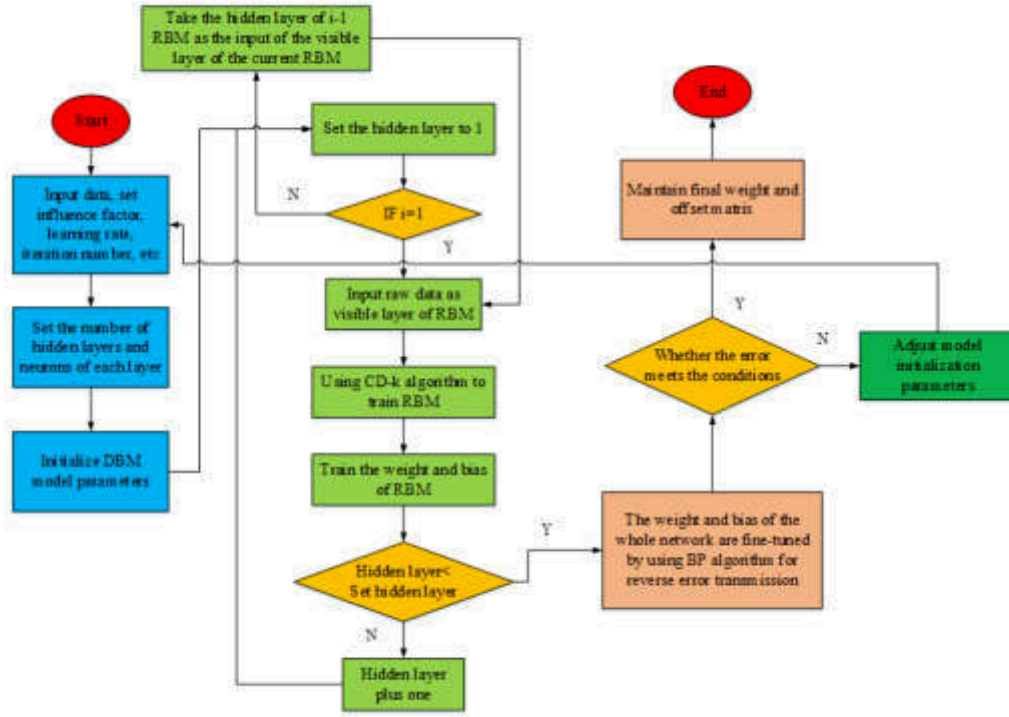 Take the hidden layer of i-1
RBM as the input of the visible
layer of the current RBM
Start
End
Set the hidden layer to 1
Input data, set
influence factor,
learning rate,
iteration number, etc
Maintain final weight and
offset matris
N
IF i=1
Y
Input raw data as
visible layer of RBM
Set the number of
hidden layers and
neurons of each layer
Y
Whether the error
meets the conditions
N
Adjust model
initialization
parameters
Using CD-k algorithm to
train RBM
Initialize DBM
model parameters
Train the weight and bias
of RBM
The weight and bias of the
whole network are fine-tuned
by using BP algorithm for
reverse error transmission
Y
Hidden layer<
Set hidden layer
N
Hidden layer
plus one